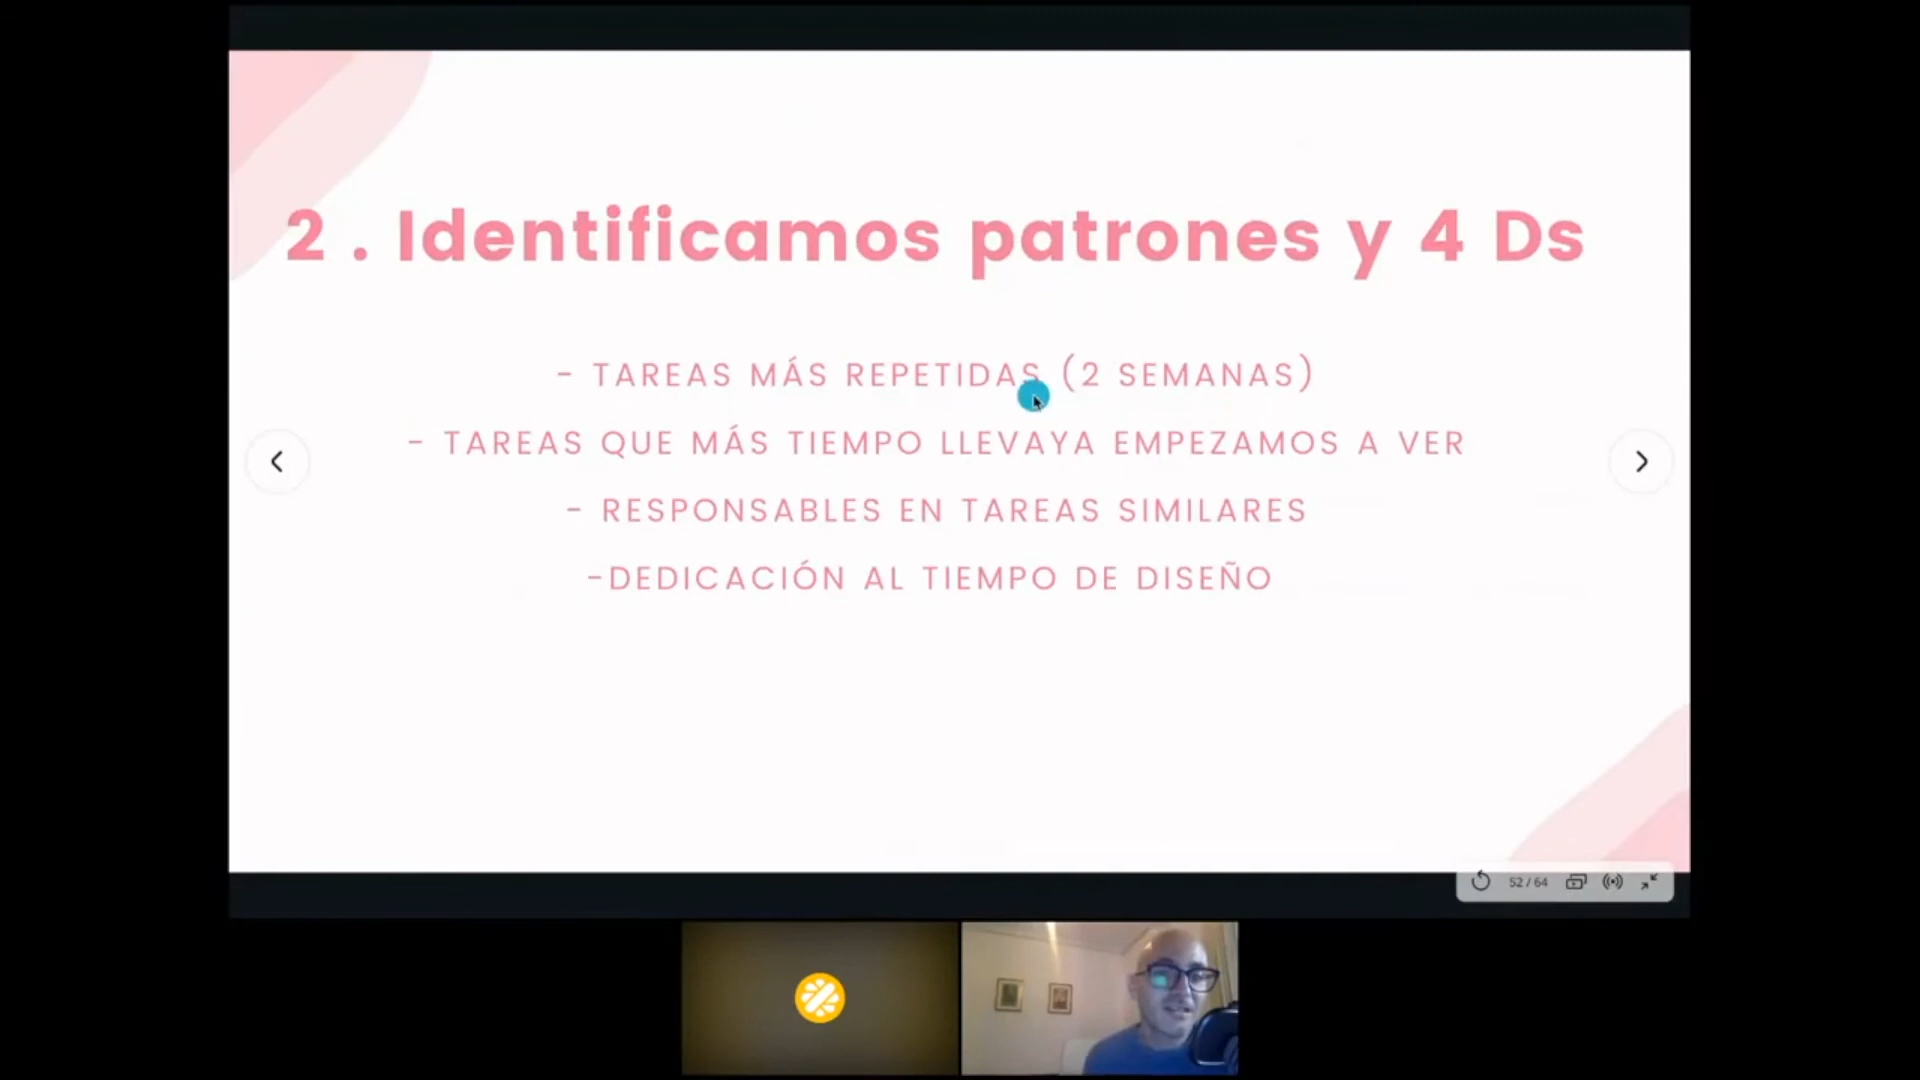 2 . Identificamos patrones y 4 Ds
- TAREAS MÁS REPETIDAS (2 SEMANAS)
- TAREAS QUE MÁS TIEMPO LLEVAYA EMPEZAMOS A VER
- RESPONSABLES EN TAREAS SIMILARES
-DEDICACIÓN AL TIEMPO DE DISEÑO
52 / 64